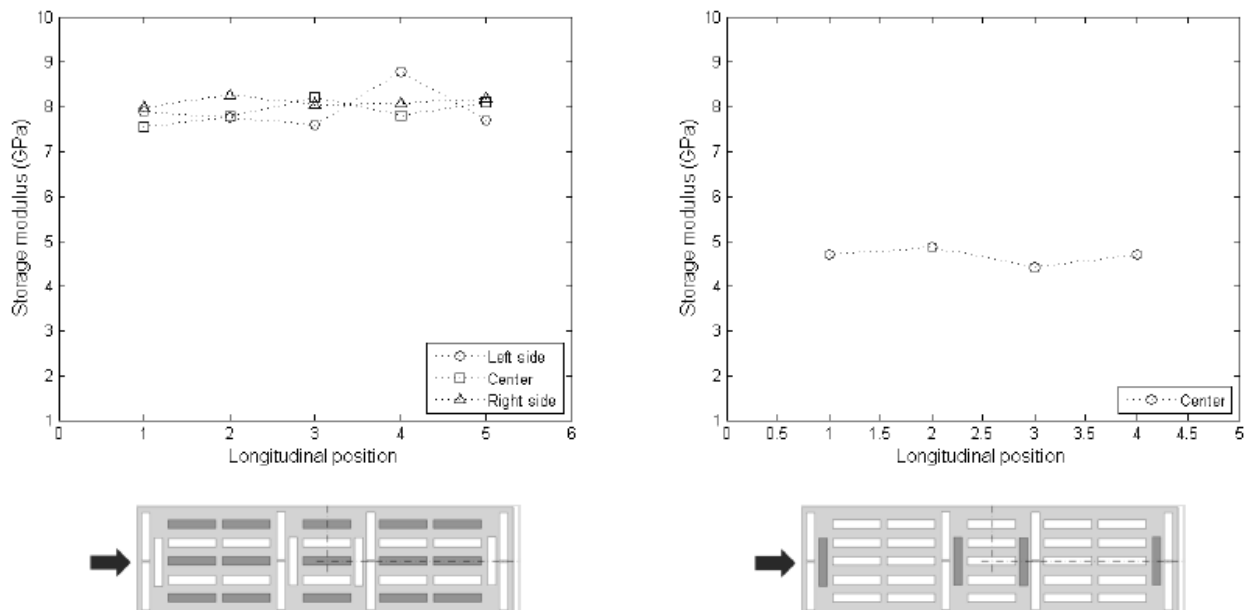 10
9
8
7
6
5
4
3
2
1
Storage modulus (GPa)
Left side
Center
Right side
0 1 2 3 4 5 6
Longitudinal position
10
9
8
7
6
5
4
3
2
1
Storage modulus (GPa)
Center
0 0.5 1 1.5 2 2.5 3 3.5 4 4.5 5
Longitudinal position